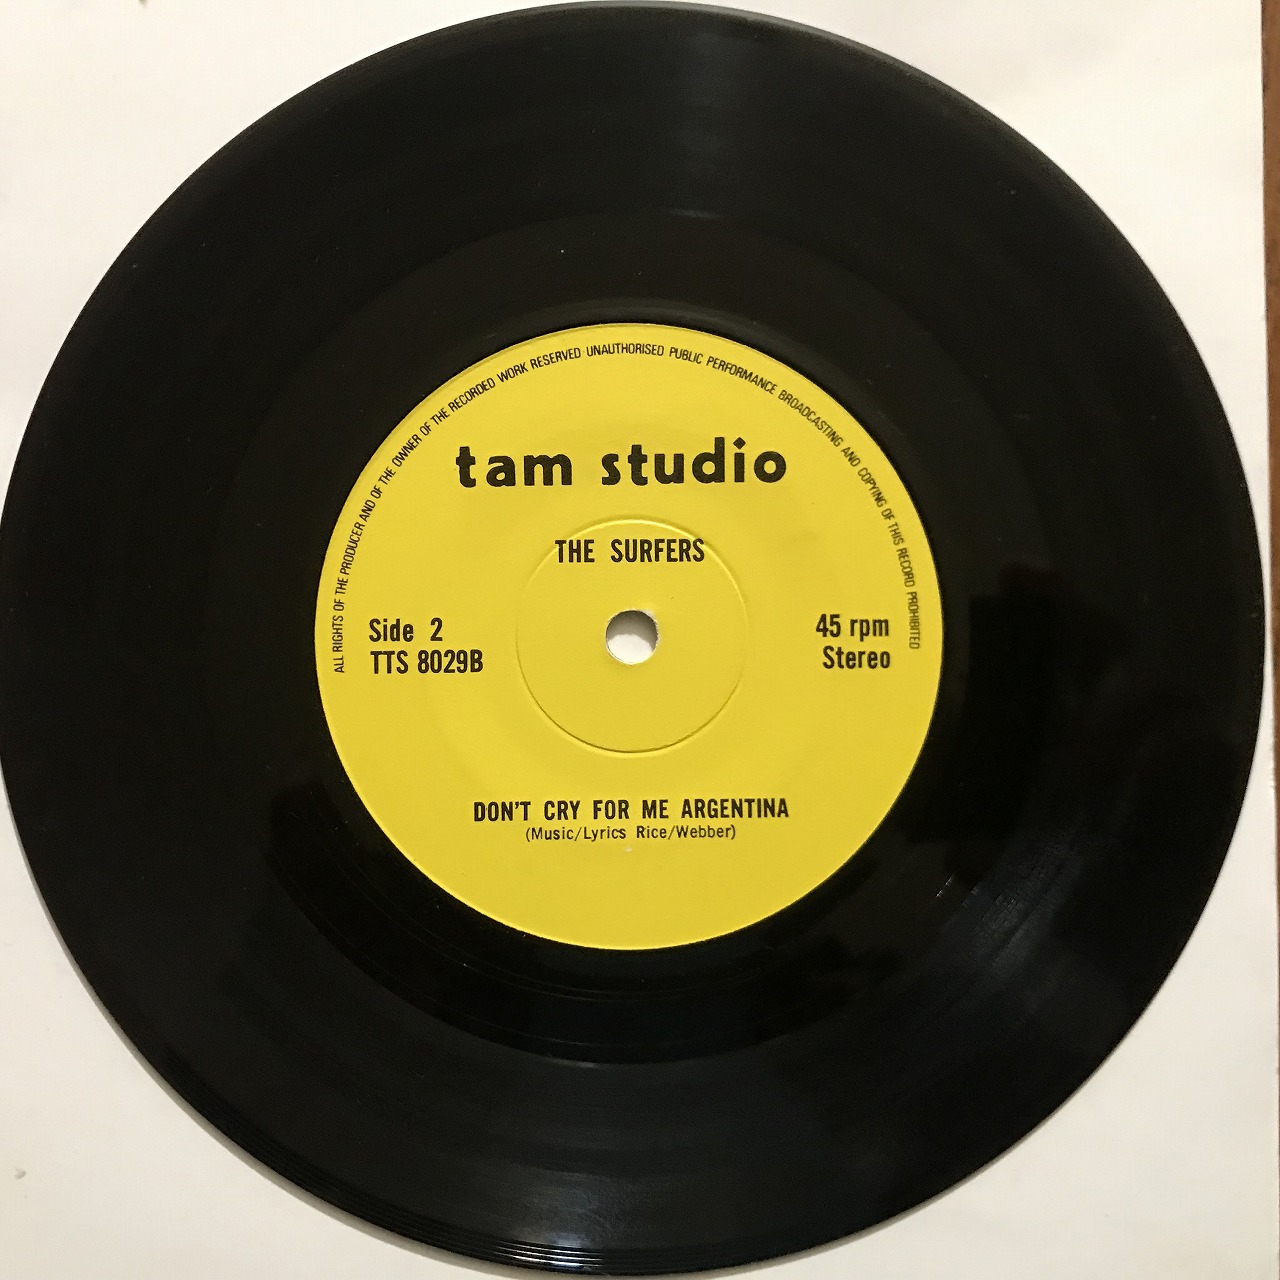 ALL RIGHTS OF THE PRODUCER AND OF THE OWNER OF THE RECORDED WORK RESERVED · UNAUTHORISED PUBLIC PERFORMANCE BROADCASTING AND COPYING OF THIS RECORD PROHIBITED
tam studio
THE SURFERS
Side 2
TTS 8029B
45 rpm
Stereo
DON'T CRY FOR ME ARGENTINA
(Music/Lyrics Rice/Webber)